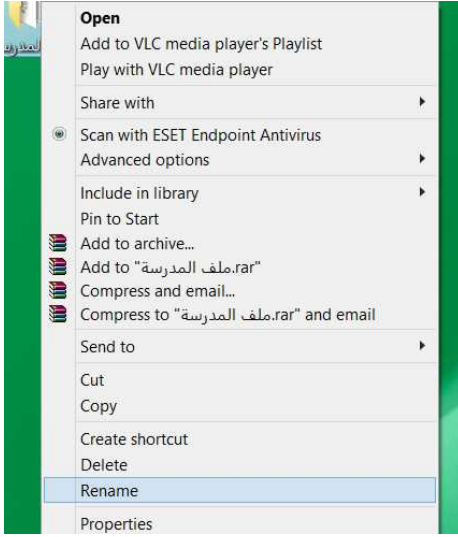 Open
Add to VLC media player's Playlist
Play with VLC media player
Share with
Scan with ESET Endpoint Antivirus
Advanced options
Include in library
Pin to Start
Add to archive...
Add to "ملف المدرسة.rar"
Compress and email...
Compress to "ملف المدرسة.rar" and email
Send to
Cut
Copy
Create shortcut
Delete
Rename
Properties